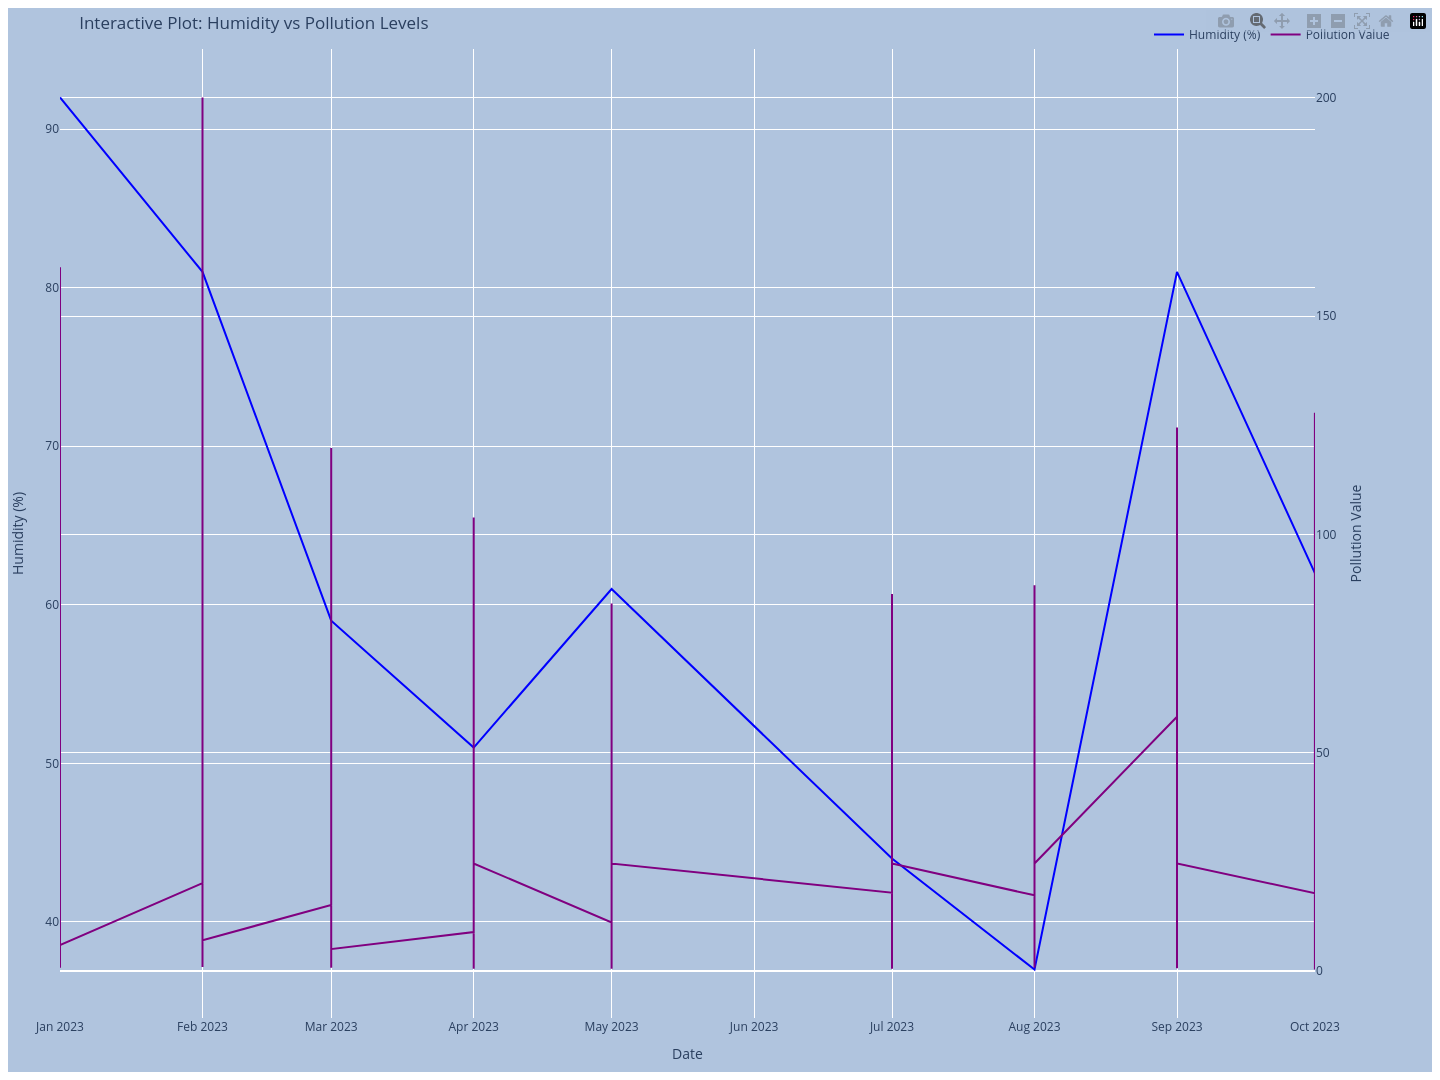 Interactive Plot: Humidity vs Pollution Levels
Humidity (%) Pollution Value
90
80
70
60
50
40
Humidity (%)
200
150
100
50
0
Pollution Value
Jan 2023 Feb 2023 Mar 2023 Apr 2023 May 2023 Jun 2023 Jul 2023 Aug 2023 Sep 2023 Oct 2023
Date